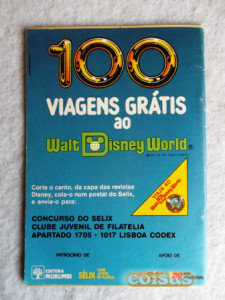 100
VIAGENS GRÁTIS
ao
Walt Disney World
Corta o canto, da capa das revistas
Disney, cola-o num postal do Selix,
e envia-o para:
CONCURSO DO SELIX
CLUBE JUVENIL DE FILATELIA
APARTADO 1705 - 1017 LISBOA CODEX
PATROCÍNIO DE
APOIO DE
EDITORA
MORUMBI
SÉLIX
coisas